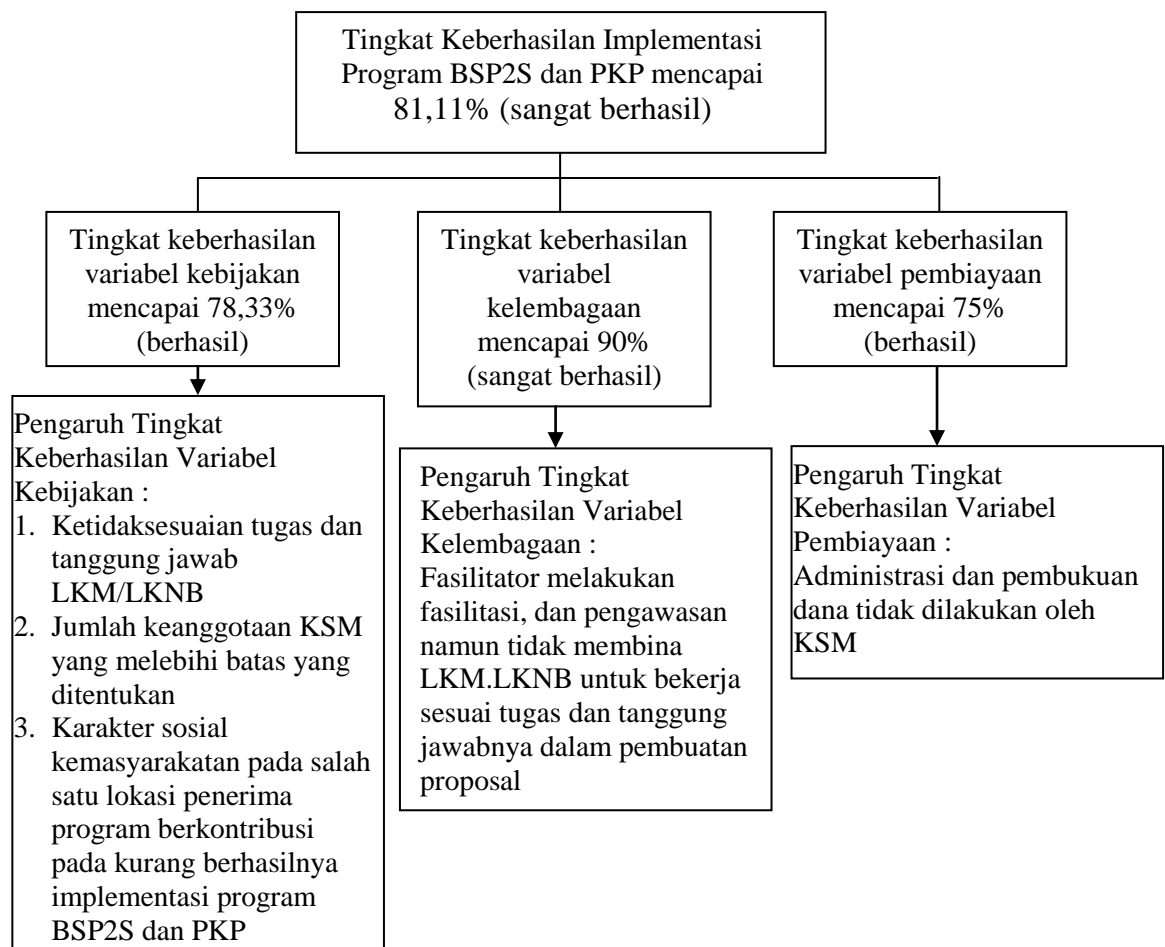 Tingkat Keberhasilan Implementasi
Program BSP2S dan PKP mencapai
81,11% (sangat berhasil)
Tingkat keberhasilan
variabel kebijakan
mencapai 78,33%
(berhasil)
Tingkat keberhasilan
variabel
kelembagaan
mencapai 90%
(sangat berhasil)
Tingkat keberhasilan
variabel pembiayaan
mencapai 75%
(berhasil)
Pengaruh Tingkat
Keberhasilan Variabel
Kebijakan :
1. Ketidaksesuaian tugas dan
tanggung jawab
LKM/LKNB
2. Jumlah keanggotaan KSM
yang melebihi batas yang
ditentukan
3. Karakter sosial
kemasyarakatan pada salah
satu lokasi penerima
program berkontribusi
pada kurang berhasilnya
implementasi program
BSP2S dan PKP
Pengaruh Tingkat
Keberhasilan Variabel
Kelembagaan :
Fasilitator melakukan
fasilitasi, dan pengawasan
namun tidak membina
LKM.LKNB untuk bekerja
sesuai tugas dan tanggung
jawabnya dalam pembuatan
proposal
Pengaruh Tingkat
Keberhasilan Variabel
Pembiayaan :
Administrasi dan pembukuan
dana tidak dilakukan oleh
KSM